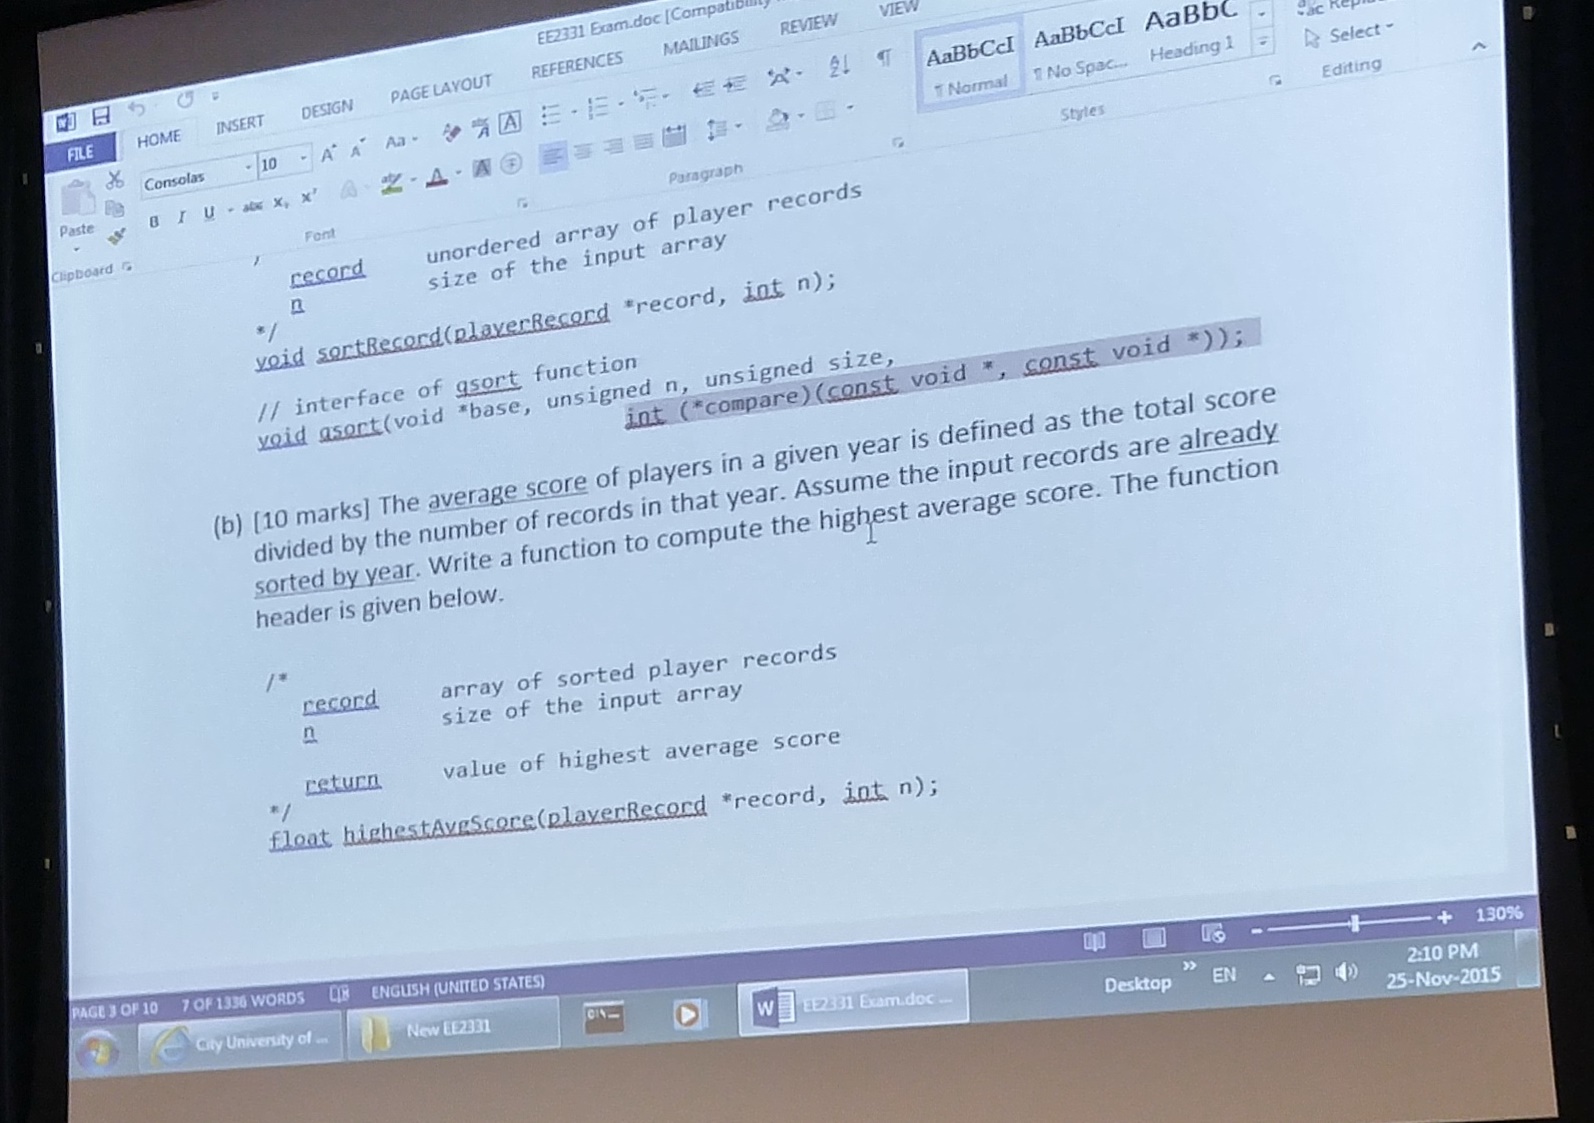 EE2331 Exam.doc [Compatibility
FILE HOME INSERT DESIGN PAGE LAYOUT REFERENCES MAILINGS REVIEW VIEW
Consolas 10 Aa
Paste B I U abc
Clipboard Font Paragraph Styles Editing
AaBbCcI AaBbCcI AaBbC
¶ Normal ¶ No Spac... Heading 1
Select
record unordered array of player records
n size of the input array
*/
void sortRecord(playerRecord *record, int n);
// interface of qsort function
void qsort(void *base, unsigned n, unsigned size,
int (*compare)(const void *, const void *));
(b) [10 marks] The average score of players in a given year is defined as the total score
divided by the number of records in that year. Assume the input records are already
sorted by year. Write a function to compute the highest average score. The function
header is given below.
/*
record array of sorted player records
n size of the input array
return value of highest average score
*/
float highestAvgScore(playerRecord *record, int n);
PAGE 3 OF 10 7 OF 1336 WORDS ENGLISH (UNITED STATES) 130%
City University of ... New EE2331 EE2331 Exam.doc ... Desktop EN 2:10 PM
25-Nov-2015